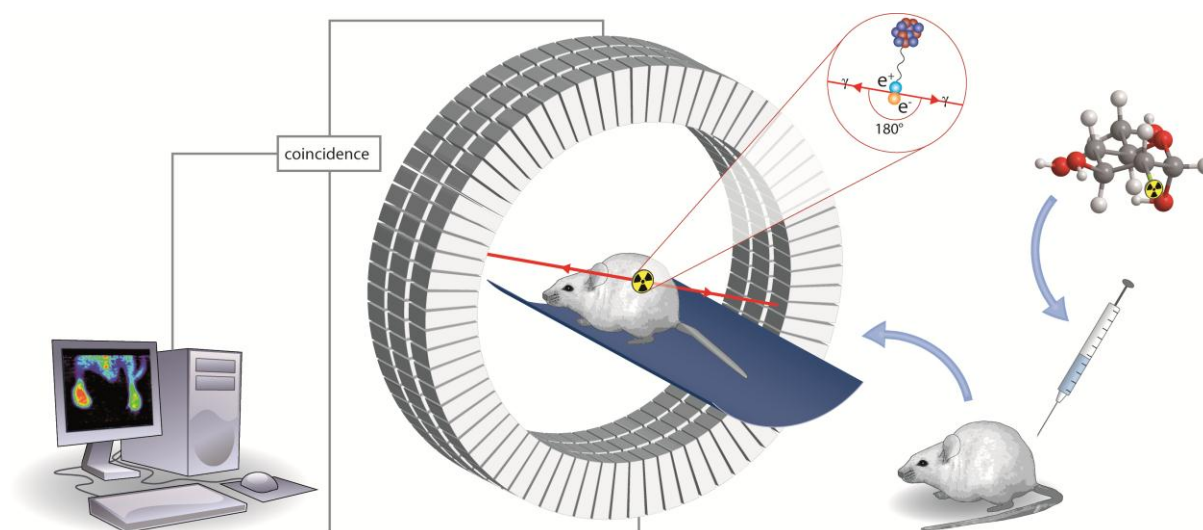 coincidence
γ
e⁺
e⁻
γ
180°